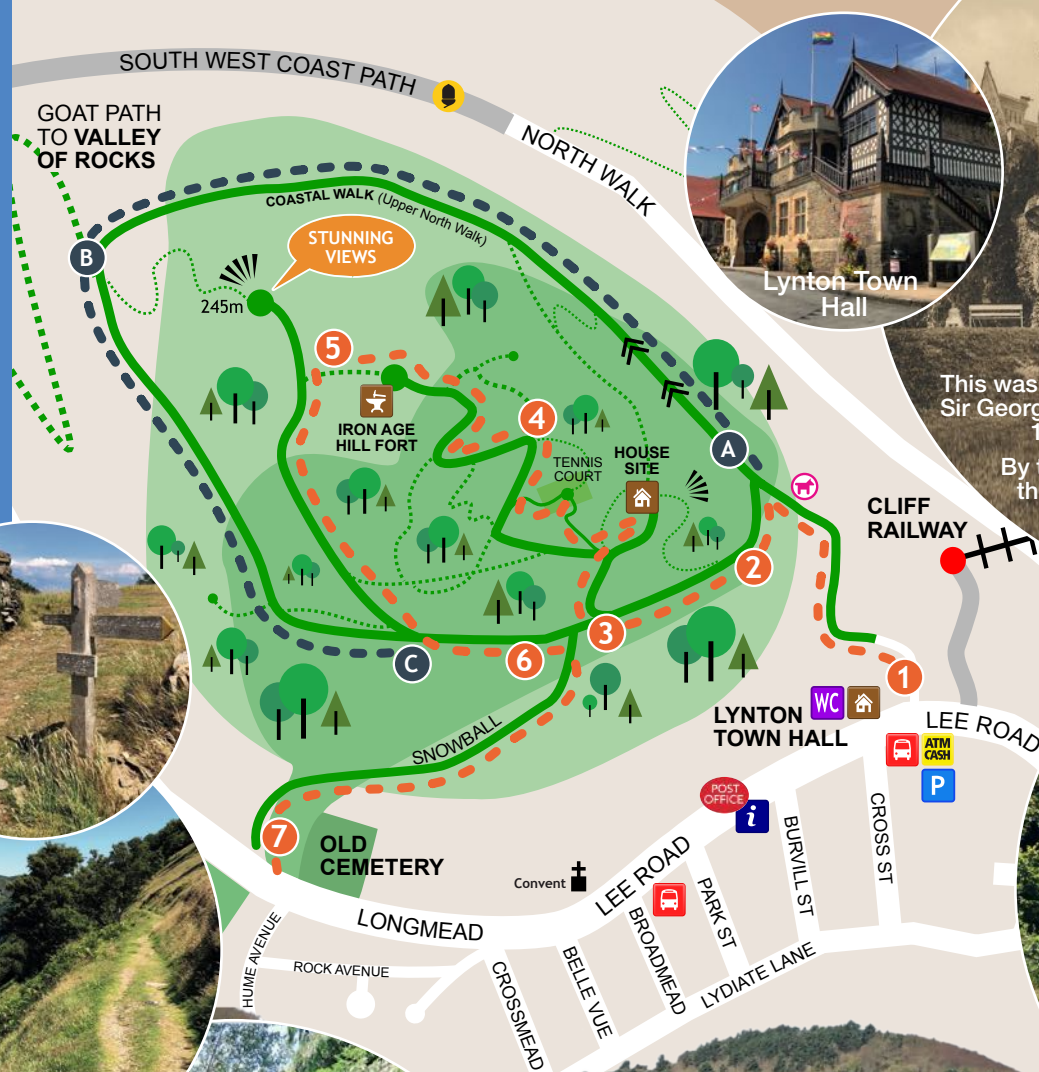 SOUTH WEST COAST PATH
GOAT PATH
TO VALLEY
OF ROCKS
NORTH WALK
COASTAL WALK (Upper North Walk)
B
STUNNING
VIEWS
245m
Lynton Town
Hall
This was
Sir Georg
By t
th
5
4
IRON AGE
HILL FORT
TENNIS
COURT
HOUSE
SITE
A
CLIFF
RAILWAY
2
3
6
C
1
WC
LYNTON
TOWN HALL
LEE ROAD
ATM
CASH
P
SNOWBALL
POST
OFFICE
i
7
OLD
CEMETERY
Convent
LEE ROAD
BURVILL ST
CROSS ST
PARK ST
BROADMEAD
LONGMEAD
HUME AVENUE
ROCK AVENUE
CROSSMEAD
BELLE VUE
LYDIATE LANE